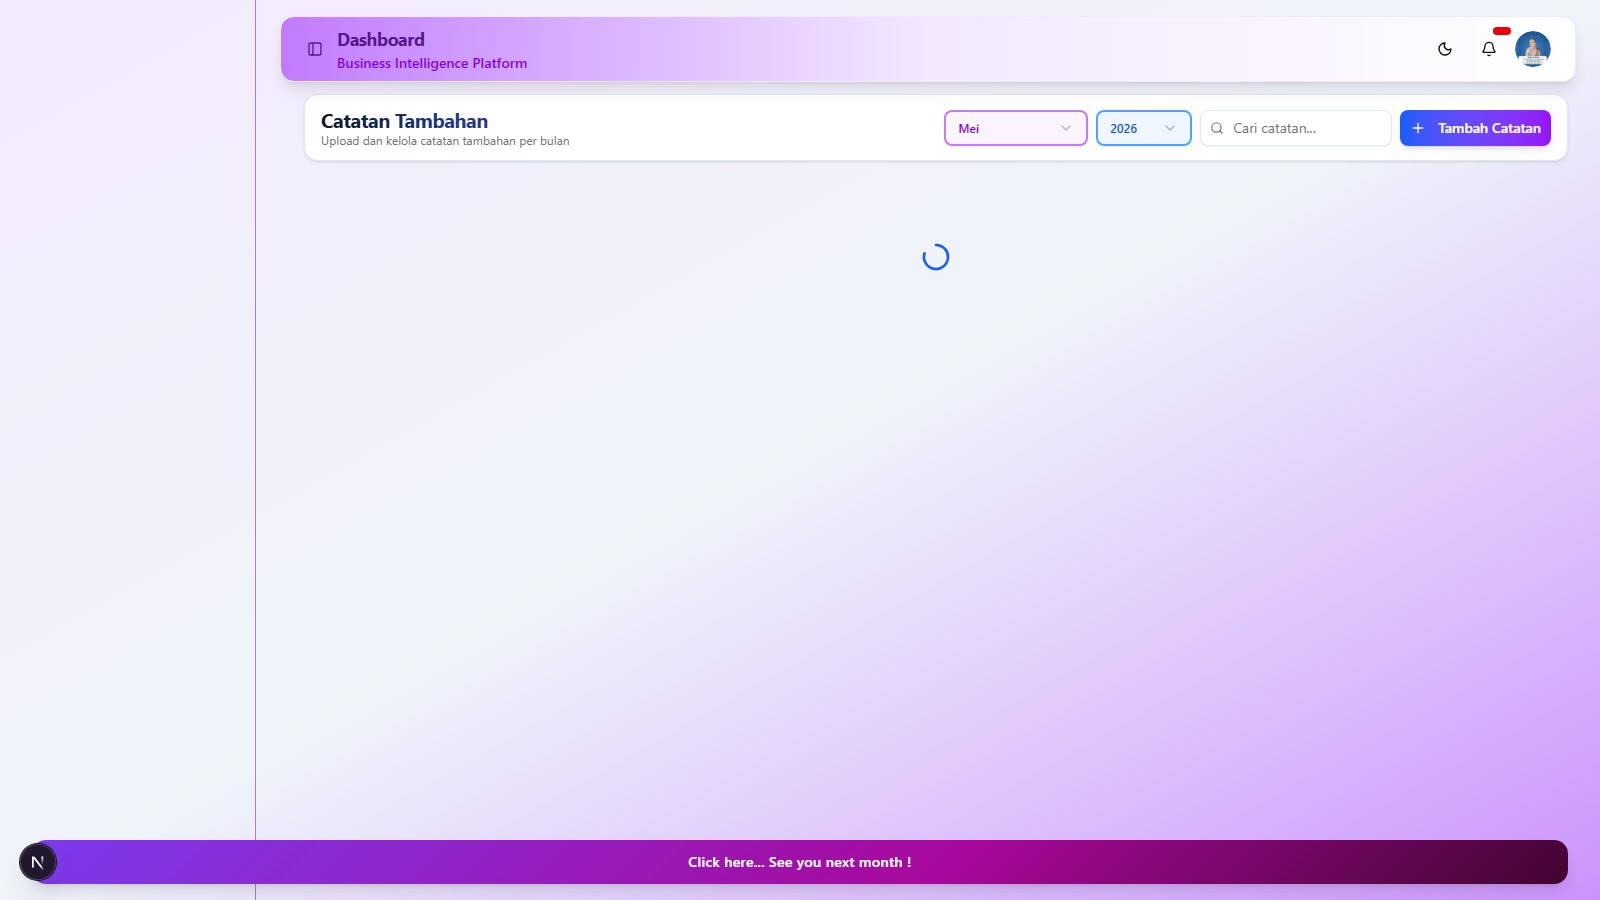 Dashboard
Business Intelligence Platform
Catatan Tambahan
Upload dan kelola catatan tambahan per bulan
Mei
2026
Cari catatan...
Tambah Catatan
Click here... See you next month !
N